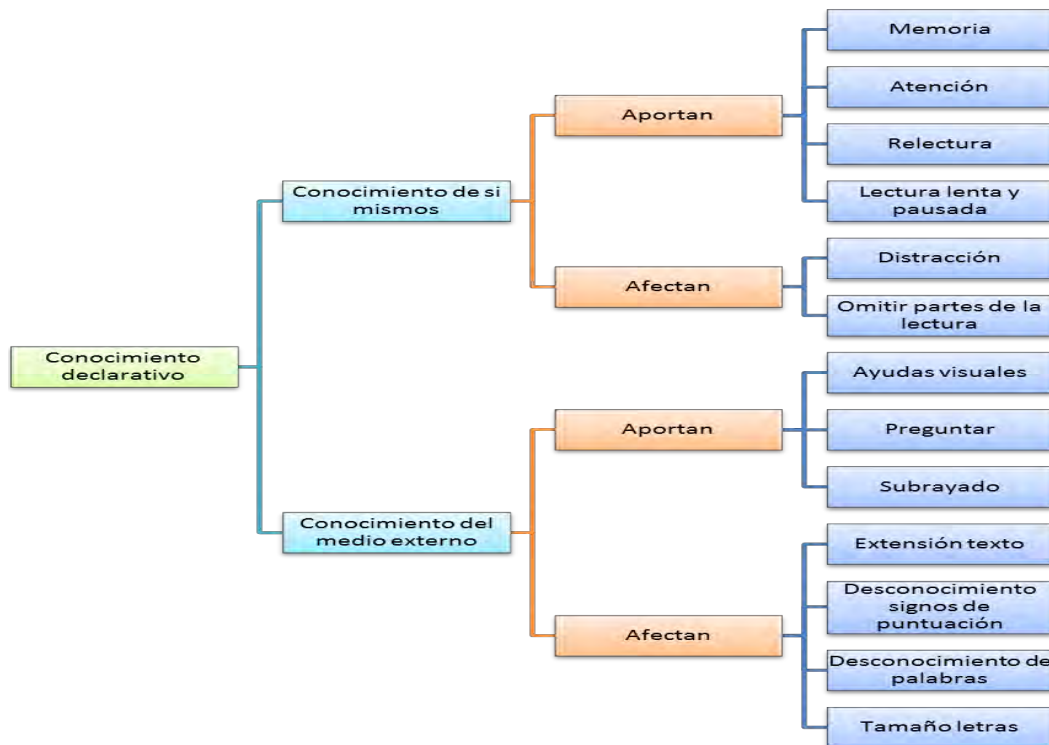 Conocimiento
declarativo
Conocimiento de si
mismos
Aportan
Memoria
Atención
Relectura
Lectura lenta y
pausada
Afectan
Distracción
Omitir partes de la
lectura
Conocimiento del
medio externo
Aportan
Ayudas visuales
Preguntar
Subrayado
Afectan
Extensión texto
Desconocimiento
signos de
puntuación
Desconocimiento de
palabras
Tamaño letras